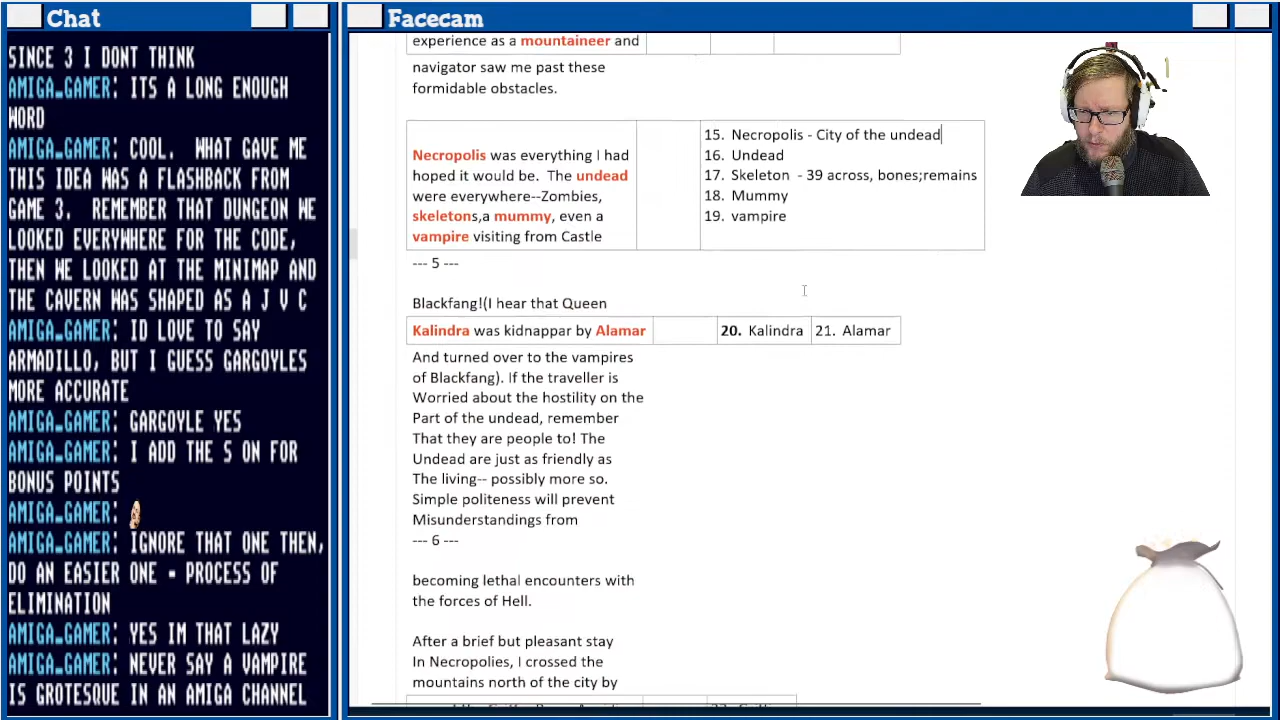 Chat
SINCE 3 I DONT THINK
AMIGA_GAMER: ITS A LONG ENOUGH
WORD
AMIGA_GAMER: COOL. WHAT GAVE ME
THIS IDEA WAS A FLASHBACK FROM
GAME 3. REMEMBER THAT DUNGEON WE
LOOKED EVERYWHERE FOR THE CODE,
THEN WE LOOKED AT THE MINIMAP AND
THE CAVERN WAS SHAPED AS A J V C
AMIGA_GAMER: ID LOVE TO SAY
ARMADILLO, BUT I GUESS GARGOYLES
MORE ACCURATE
AMIGA_GAMER: GARGOYLE YES
AMIGA_GAMER: I ADD THE S ON FOR
BONUS POINTS
AMIGA_GAMER:
AMIGA_GAMER: IGNORE THAT ONE THEN,
DO AN EASIER ONE - PROCESS OF
ELIMINATION
AMIGA_GAMER: YES IM THAT LAZY
AMIGA_GAMER: NEVER SAY A VAMPIRE
IS GROTESQUE IN AN AMIGA CHANNEL
Facecam
experience as a mountaineer and
navigator saw me past these
formidable obstacles.
Necropolis was everything I had
hoped it would be. The undead
were everywhere--Zombies,
skeletons,a mummy, even a
vampire visiting from Castle
15. Necropolis - City of the undead
16. Undead
17. Skeleton - 39 across, bones;remains
18. Mummy
19. vampire
--- 5 ---
Blackfang!(I hear that Queen
Kalindra was kidnappar by Alamar
20. Kalindra
21. Alamar
And turned over to the vampires
of Blackfang). If the traveller is
Worried about the hostility on the
Part of the undead, remember
That they are people to! The
Undead are just as friendly as
The living-- possibly more so.
Simple politeness will prevent
Misunderstandings from
--- 6 ---
becoming lethal encounters with
the forces of Hell.
After a brief but pleasant stay
In Necropolies, I crossed the
mountains north of the city by